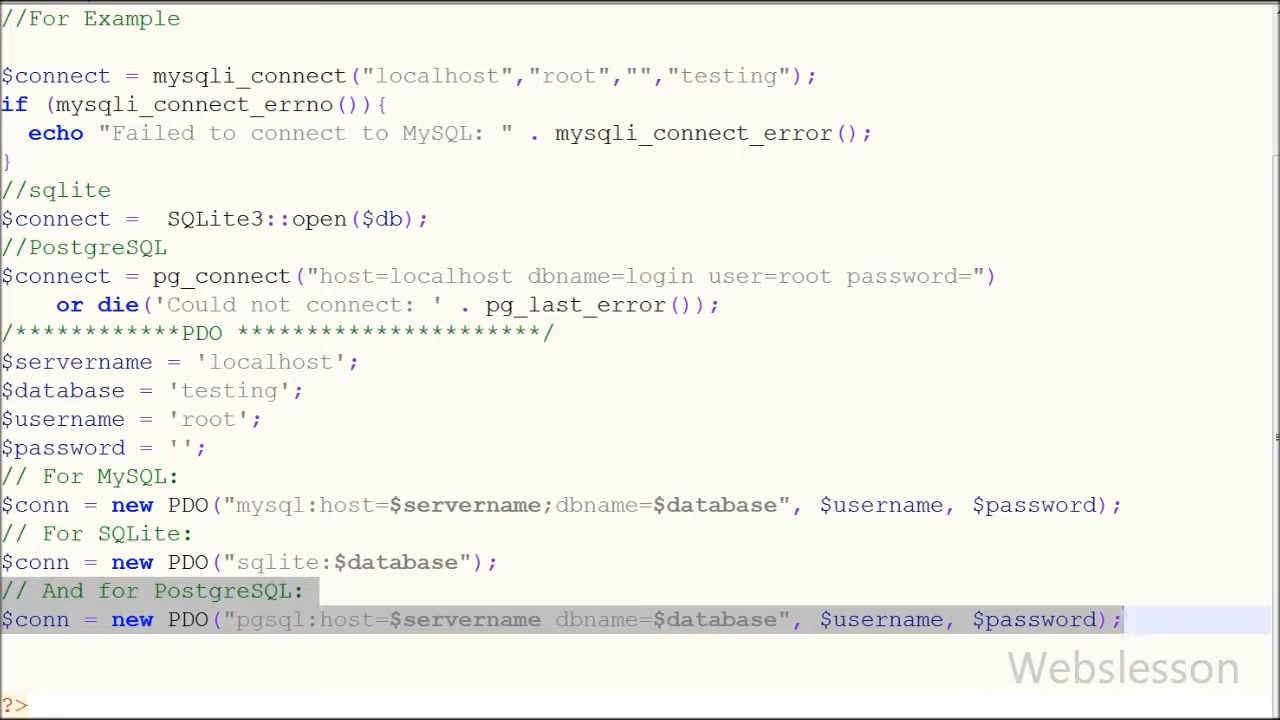 //For Example
$connect = mysqli_connect("localhost","root","","testing");
if (mysqli_connect_errno()){
  echo "Failed to connect to MySQL: " . mysqli_connect_error();
}
//sqlite
$connect =  SQLite3::open($db);
//PostgreSQL
$connect = pg_connect("host=localhost dbname=login user=root password=")
    or die('Could not connect: ' . pg_last_error());
/************PDO **********************/
$servername = 'localhost';
$database = 'testing';
$username = 'root';
$password = '';
// For MySQL:
$conn = new PDO("mysql:host=$servername;dbname=$database", $username, $password);
// For SQLite:
$conn = new PDO("sqlite:$database");
// And for PostgreSQL:
$conn = new PDO("pgsql:host=$servername dbname=$database", $username, $password);
Webslesson
?>